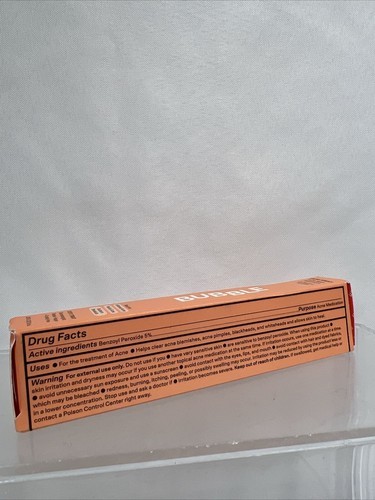 BUBBLE
Drug Facts
Active ingredients Benzoyl Peroxide 5% Purpose Acne Medication
Uses ● For the treatment of Acne ● Helps clear acne blemishes, acne pimples, blackheads, and whiteheads and allows skin to heal.
Warning For external use only. Do not use if you ● have very sensitive skin ● are sensitive to benzoyl peroxide. When using this product ●
skin irritation and dryness may occur if you use another topical acne medication at the same time. If irritation occurs, only use one medication at a time
● avoid unnecessary sun exposure and use a sunscreen ● avoid contact with the eyes, lips, and mouth ● avoid contact with hair and dyed fabrics,
which may be bleached ● redness, burning, itching, peeling, or possibly swelling may occur. Irritation may be reduced by using the product less or
in a lower concentration. Stop use and ask a doctor if ● irritation becomes severe. Keep out of reach of children. If swallowed, get medical help or
contact a Poison Control Center right away.